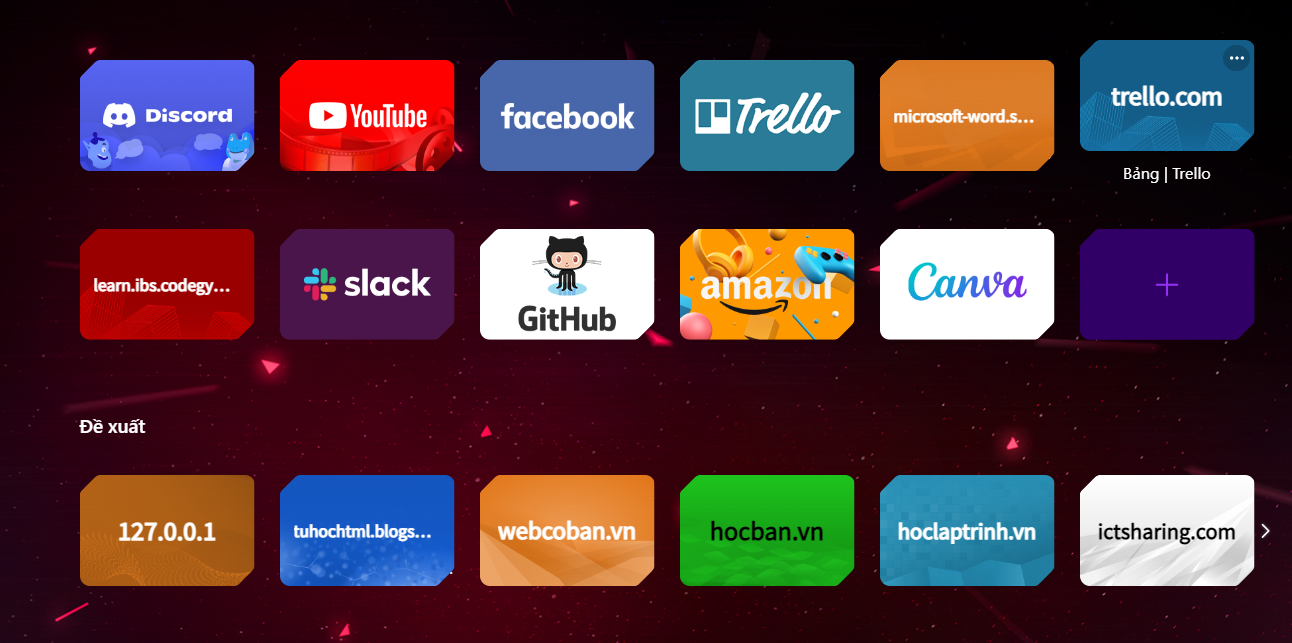 Discord
YouTube
facebook
Trello
microsoft-word.s...
trello.com
Bảng | Trello
learn.ibs.codegy...
slack
GitHub
amazon
Canva
Đề xuất
127.0.0.1
tuhochtml.blogs...
webcoban.vn
hocban.vn
hoclaptrinh.vn
ictsharing.com